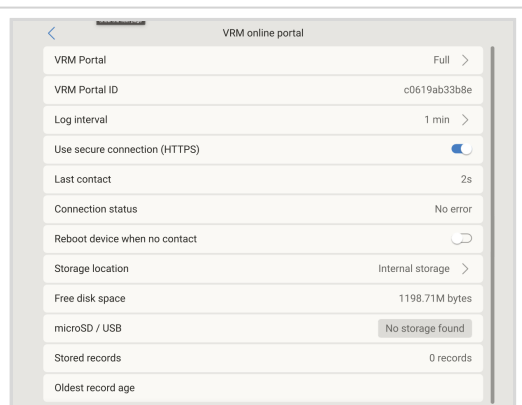 VRM online portal
VRM Portal Full
VRM Portal ID c0619ab33b8e
Log interval 1 min
Use secure connection (HTTPS)
Last contact 2s
Connection status No error
Reboot device when no contact
Storage location Internal storage
Free disk space 1198.71M bytes
microSD / USB No storage found
Stored records 0 records
Oldest record age